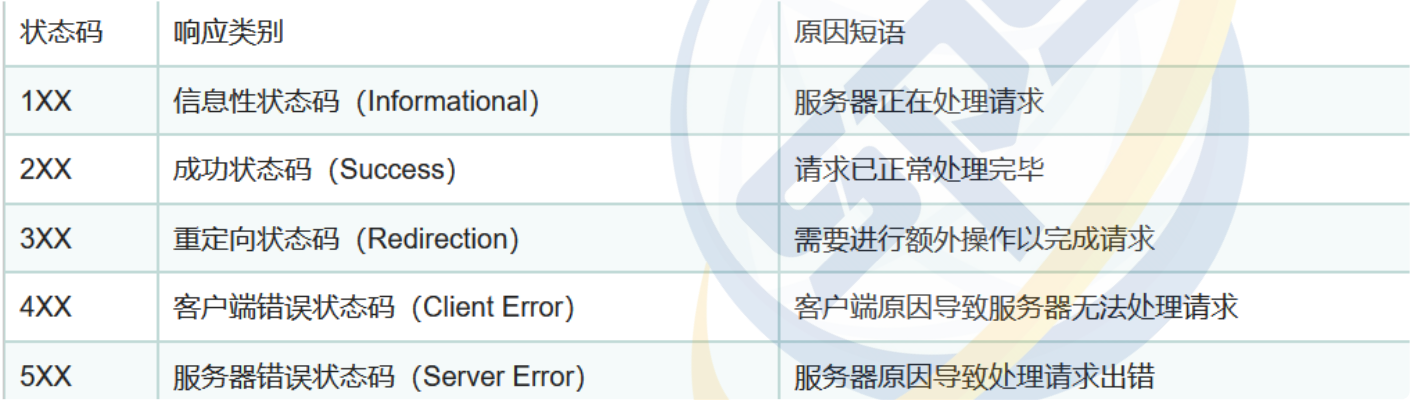 状态码 响应类别 原因短语
1XX 信息性状态码（Informational） 服务器正在处理请求
2XX 成功状态码（Success） 请求已正常处理完毕
3XX 重定向状态码（Redirection） 需要进行额外操作以完成请求
4XX 客户端错误状态码（Client Error） 客户端原因导致服务器无法处理请求
5XX 服务器错误状态码（Server Error） 服务器原因导致处理请求出错